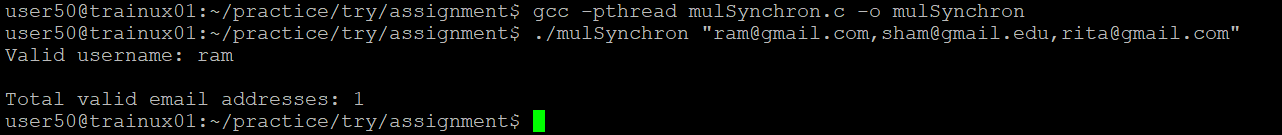 user50@trainux01:~/practice/try/assignment$ gcc -pthread mulSynchron.c -o mulSynchron
user50@trainux01:~/practice/try/assignment$ ./mulSynchron "ram@gmail.com,sham@gmail.edu,rita@gmail.com"
Valid username: ram
Total valid email addresses: 1
user50@trainux01:~/practice/try/assignment$